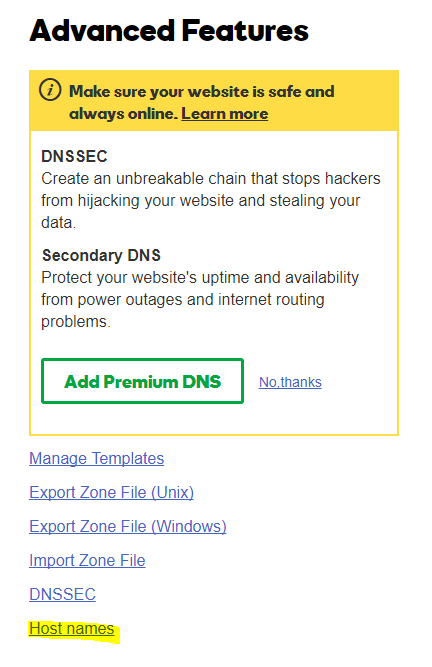 Advanced Features
i Make sure your website is safe and
always online. Learn more
DNSSEC
Create an unbreakable chain that stops hackers
from hijacking your website and stealing your
data.
Secondary DNS
Protect your website's uptime and availability
from power outages and internet routing
problems.
Add Premium DNS No,thanks
Manage Templates
Export Zone File (Unix)
Export Zone File (Windows)
Import Zone File
DNSSEC
Host names